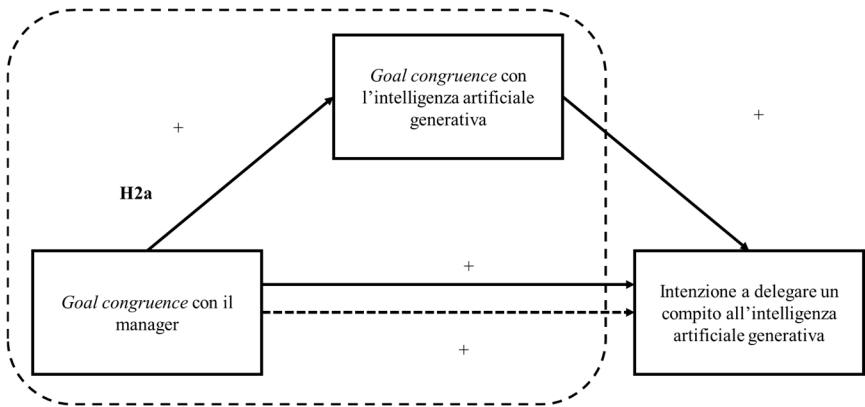 Goal congruence con
l'intelligenza artificiale
generativa
+
+
H2a
+
Goal congruence con il
manager
Intenzione a delegare un
compito all'intelligenza
artificiale generativa
+